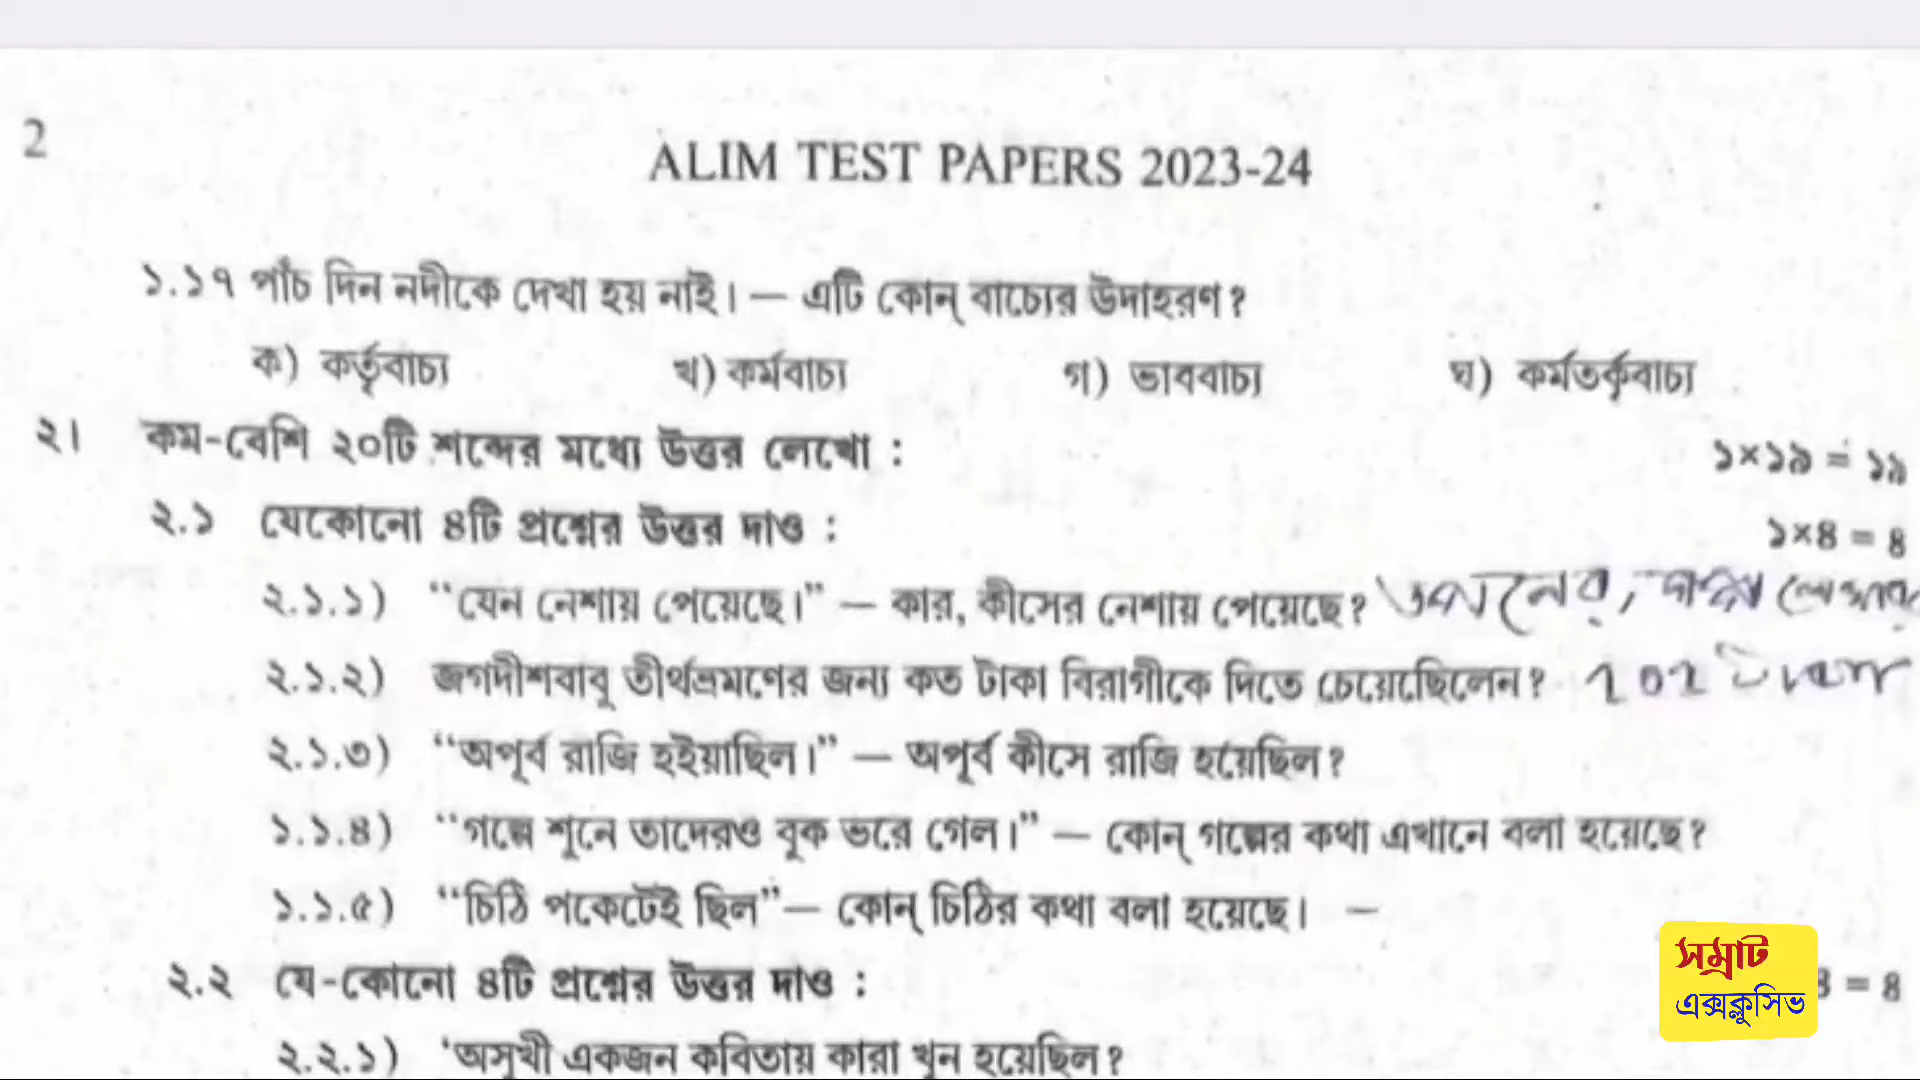 2
ALIM TEST PAPERS 2023-24
১.১৭ পাঁচ দিন নদীকে দেখা হয় নাই। — এটি কোন্ বাচ্যের উদাহরণ?
ক) কর্তৃবাচ্য খ) কর্মবাচ্য গ) ভাববাচ্য ঘ) কর্মতর্কৃবাচ্য
২। কম-বেশি ২০টি শব্দের মধ্যে উত্তর লেখো : ১×১৯ = ১৯
২.১ যেকোনো ৪টি প্রশ্নের উত্তর দাও : ১×৪ = ৪
২.১.১) “যেন নেশায় পেয়েছে।” — কার, কীসের নেশায় পেয়েছে? তপনের, গল্প লেখার
২.১.২) জগদীশবাবু তীর্থভ্রমণের জন্য কত টাকা বিরাগীকে দিতে চেয়েছিলেন? ১০১ টাকা
২.১.৩) “অপূর্ব রাজি হইয়াছিল।” — অপূর্ব কীসে রাজি হয়েছিল?
১.১.৪) “গল্পে শূনে তাদেরও বুক ভরে গেল।” — কোন্ গল্পের কথা এখানে বলা হয়েছে?
১.১.৫) “চিঠি পকেটেই ছিল”— কোন্ চিঠির কথা বলা হয়েছে। —
২.২ যে-কোনো ৪টি প্রশ্নের উত্তর দাও : = ৪
২.২.১) ‘অসুখী একজন কবিতায় কারা খুন হয়েছিল?
সম্রাট
এক্সক্লুসিভ